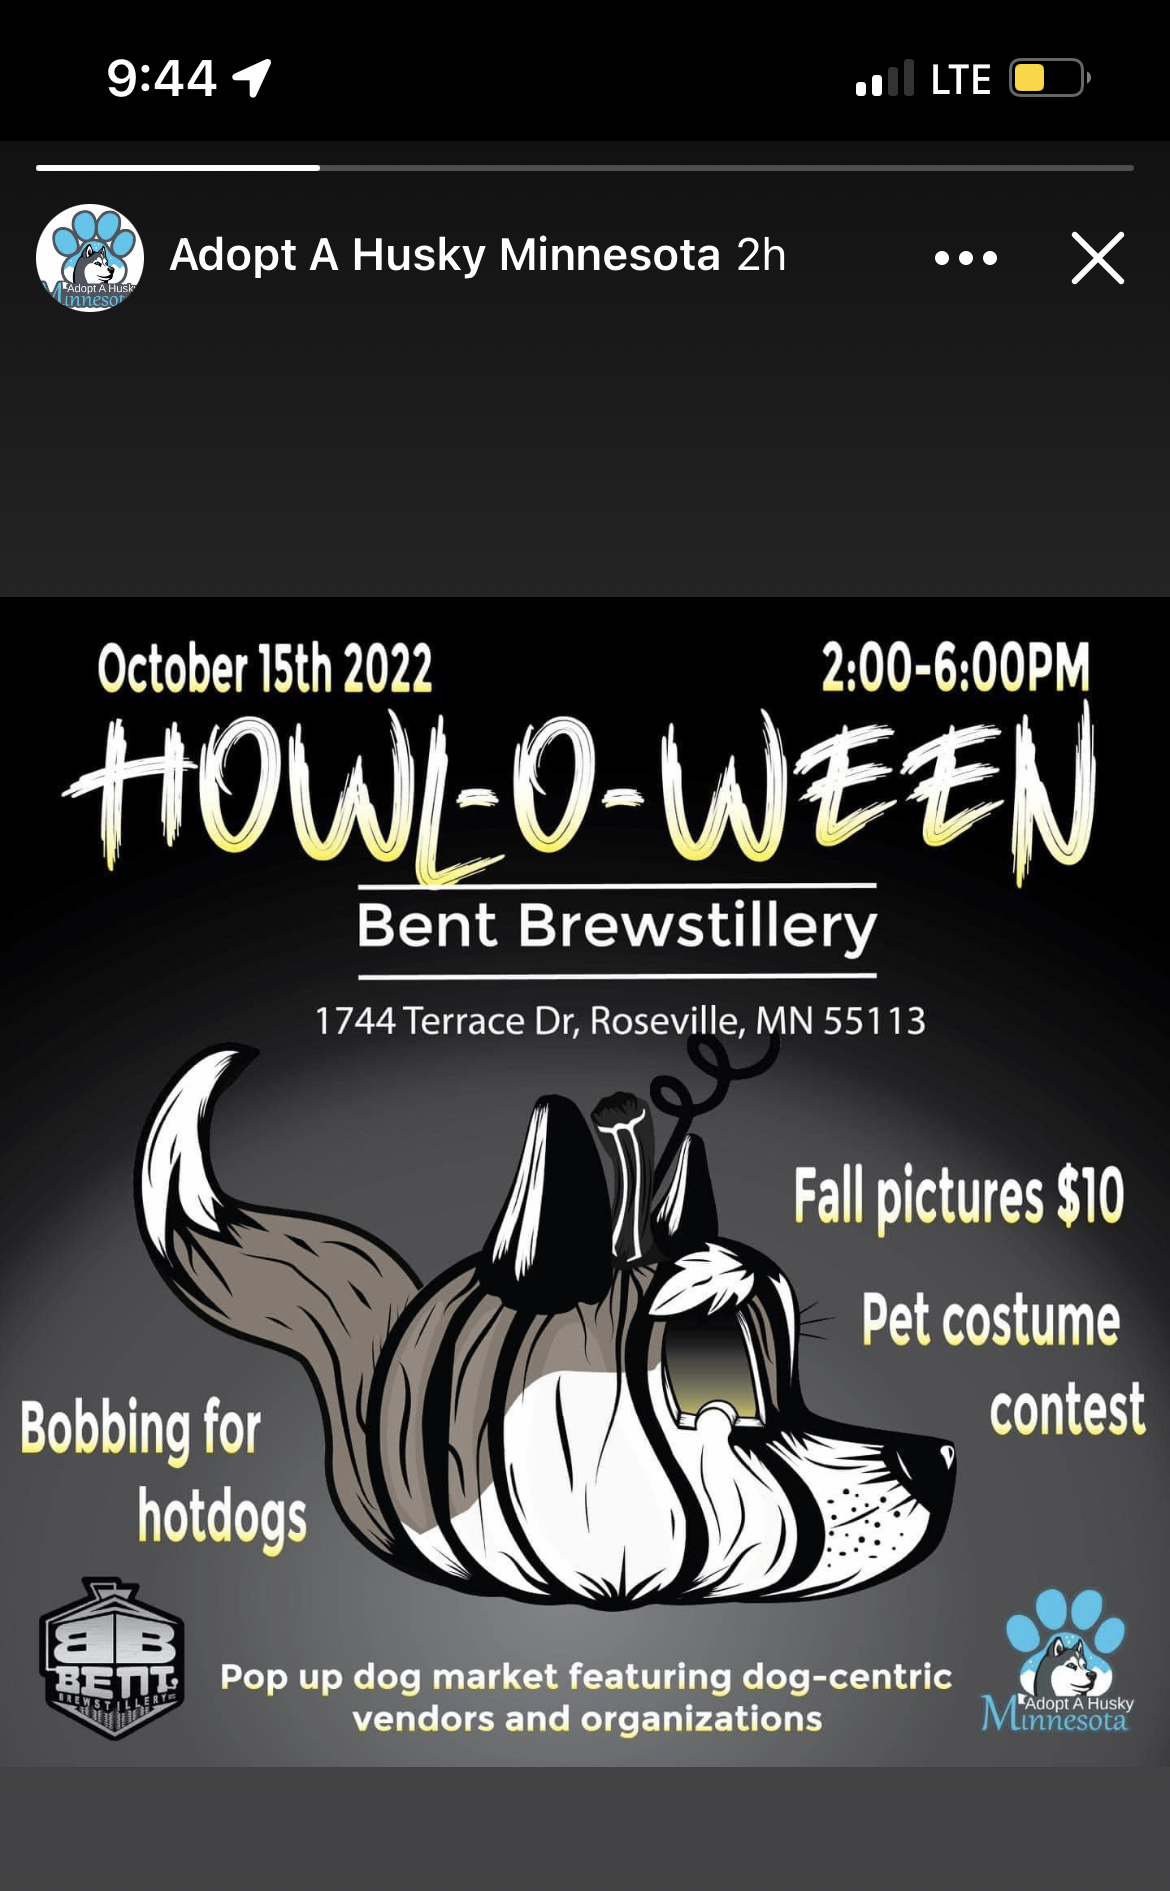 9:44
LTE
Adopt A Husky Minnesota 2h
October 15th 2022
2:00-6:00PM
HOWL-O-WEEN
Bent Brewstillery
1744 Terrace Dr, Roseville, MN 55113
Fall pictures $10
Pet costume
contest
Bobbing for
hotdogs
BB
BENT
BREWSTILLERY
Pop up dog market featuring dog-centric
vendors and organizations
Adopt A Husky
Minnesota